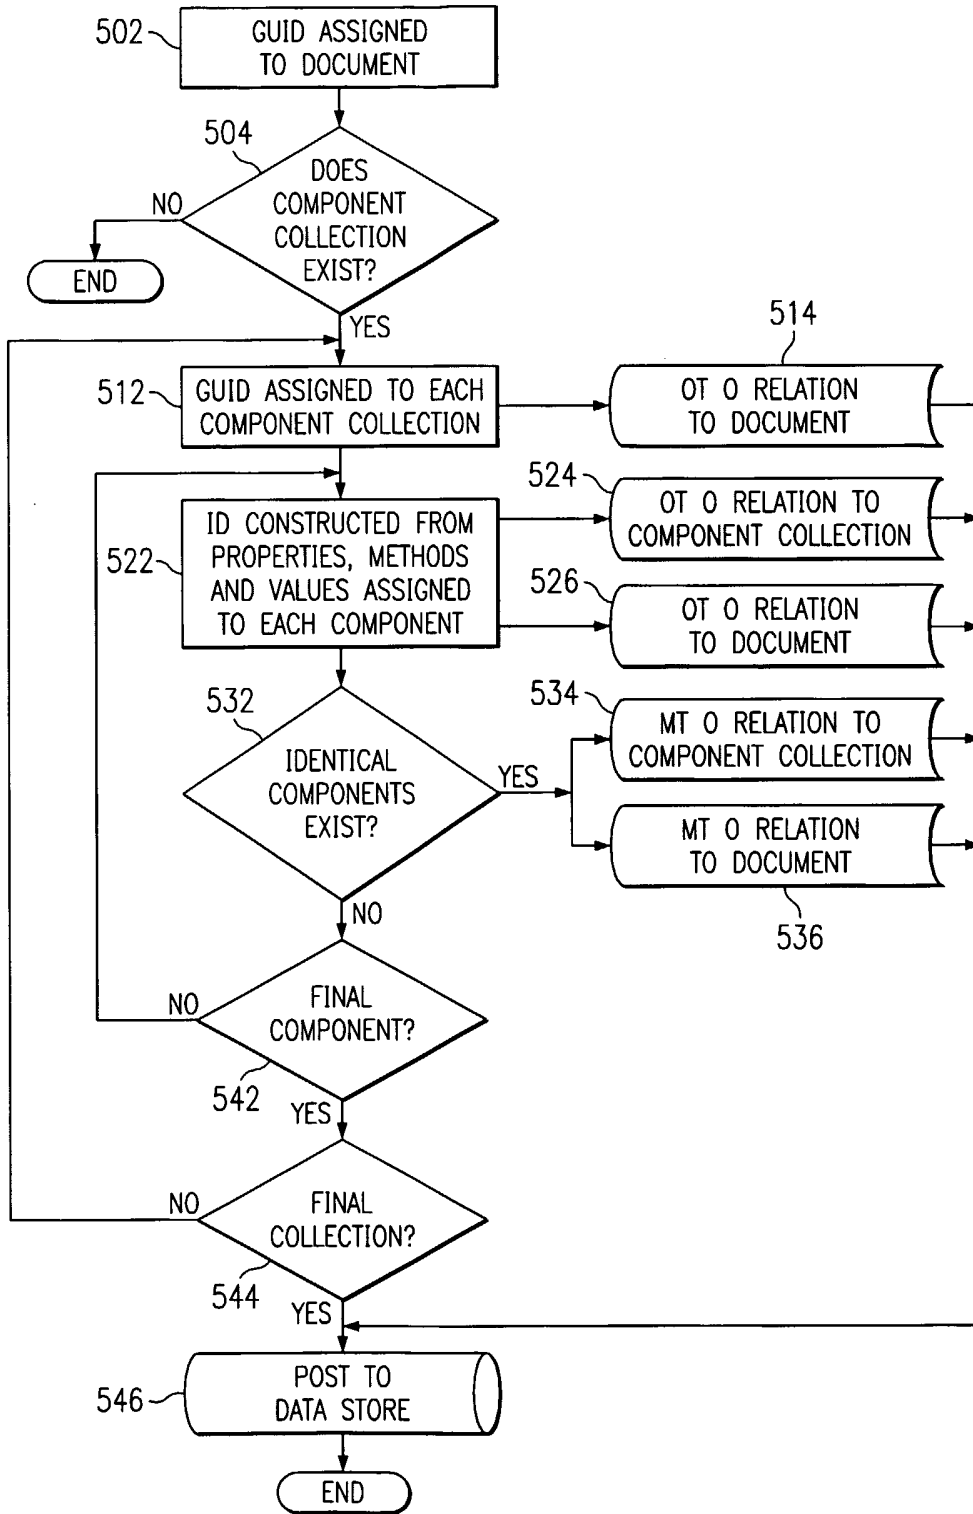 502
GUID ASSIGNED
TO DOCUMENT
504
DOES
COMPONENT
COLLECTION
EXIST?
NO
END
YES
514
512
GUID ASSIGNED TO EACH
COMPONENT COLLECTION
OT O RELATION
TO DOCUMENT
524
OT O RELATION TO
COMPONENT COLLECTION
522
ID CONSTRUCTED FROM
PROPERTIES, METHODS
AND VALUES ASSIGNED
TO EACH COMPONENT
526
OT O RELATION
TO DOCUMENT
532
IDENTICAL
COMPONENTS
EXIST?
YES
534
MT O RELATION TO
COMPONENT COLLECTION
MT O RELATION
TO DOCUMENT
536
NO
FINAL
COMPONENT?
NO
542
YES
FINAL
COLLECTION?
NO
544
YES
546
POST TO
DATA STORE
END